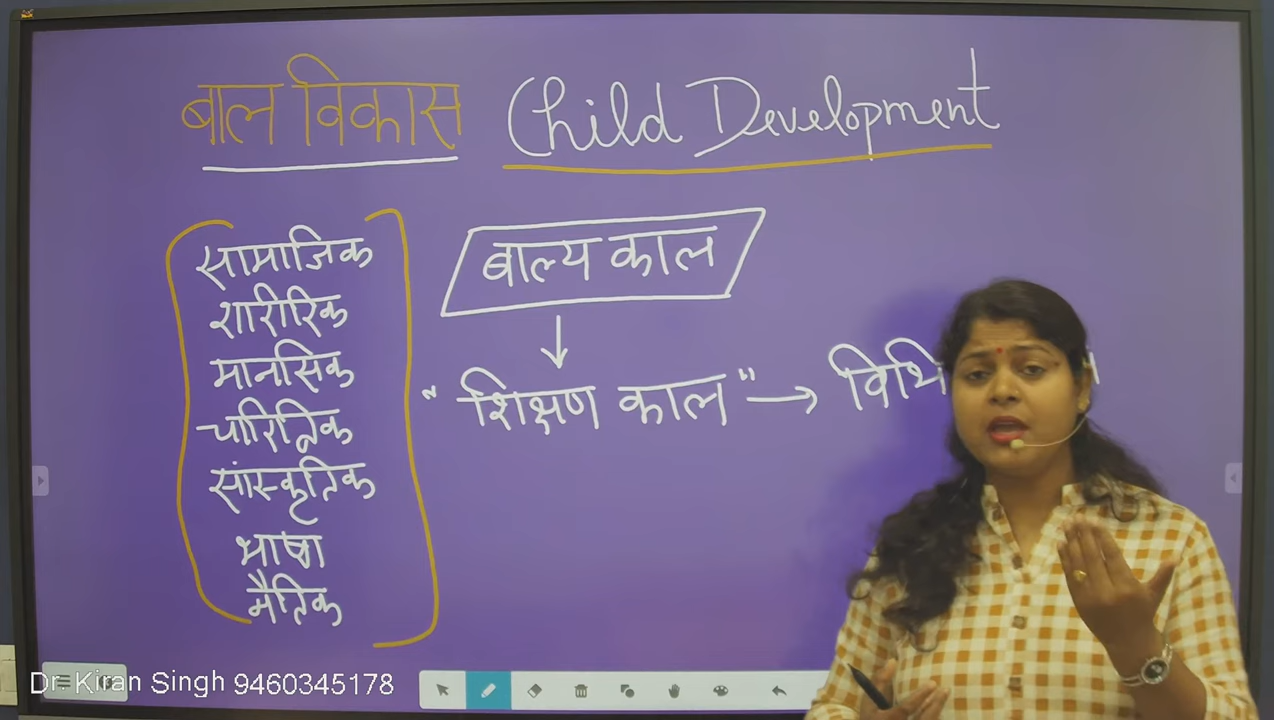 बाल विकास Child Development
सामाजिक
शारीरिक
मानसिक
चारित्रिक
सांस्कृतिक
भाषा
नैतिक
बाल्य काल
"शिक्षण काल" →
Dr. Kiran Singh 9460345178